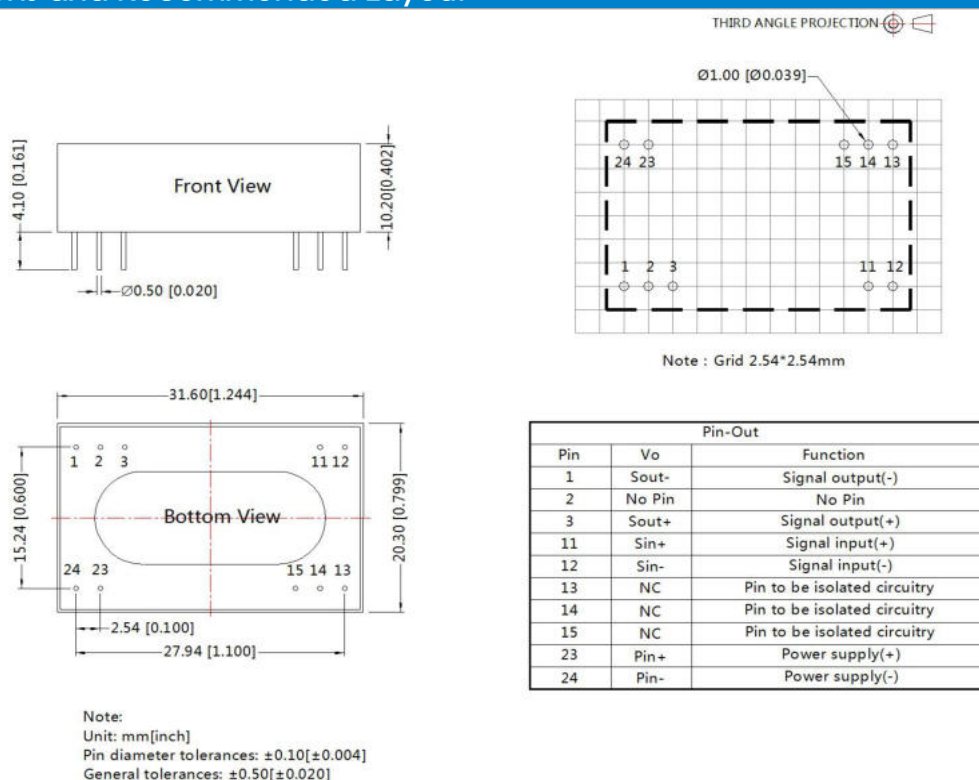 THIRD ANGLE PROJECTION
Ø1.00 [Ø0.039]
4.10 [0.161]
Front View
10.20[0.402]
Ø0.50 [0.020]
24 23
15 14 13
1 2 3
11 12
Note : Grid 2.54*2.54mm
31.60[1.244]
1 2 3
11 12
15.24 [0.600]
Bottom View
20.30 [0.799]
24 23
15 14 13
2.54 [0.100]
27.94 [1.100]
Pin-Out
Pin Vo Function
1 Sout- Signal output(-)
2 No Pin No Pin
3 Sout+ Signal output(+)
11 Sin+ Signal input(+)
12 Sin- Signal input(-)
13 NC Pin to be isolated circuitry
14 NC Pin to be isolated circuitry
15 NC Pin to be isolated circuitry
23 Pin+ Power supply(+)
24 Pin- Power supply(-)
Note:
Unit: mm[inch]
Pin diameter tolerances: ±0.10[±0.004]
General tolerances: ±0.50[±0.020]